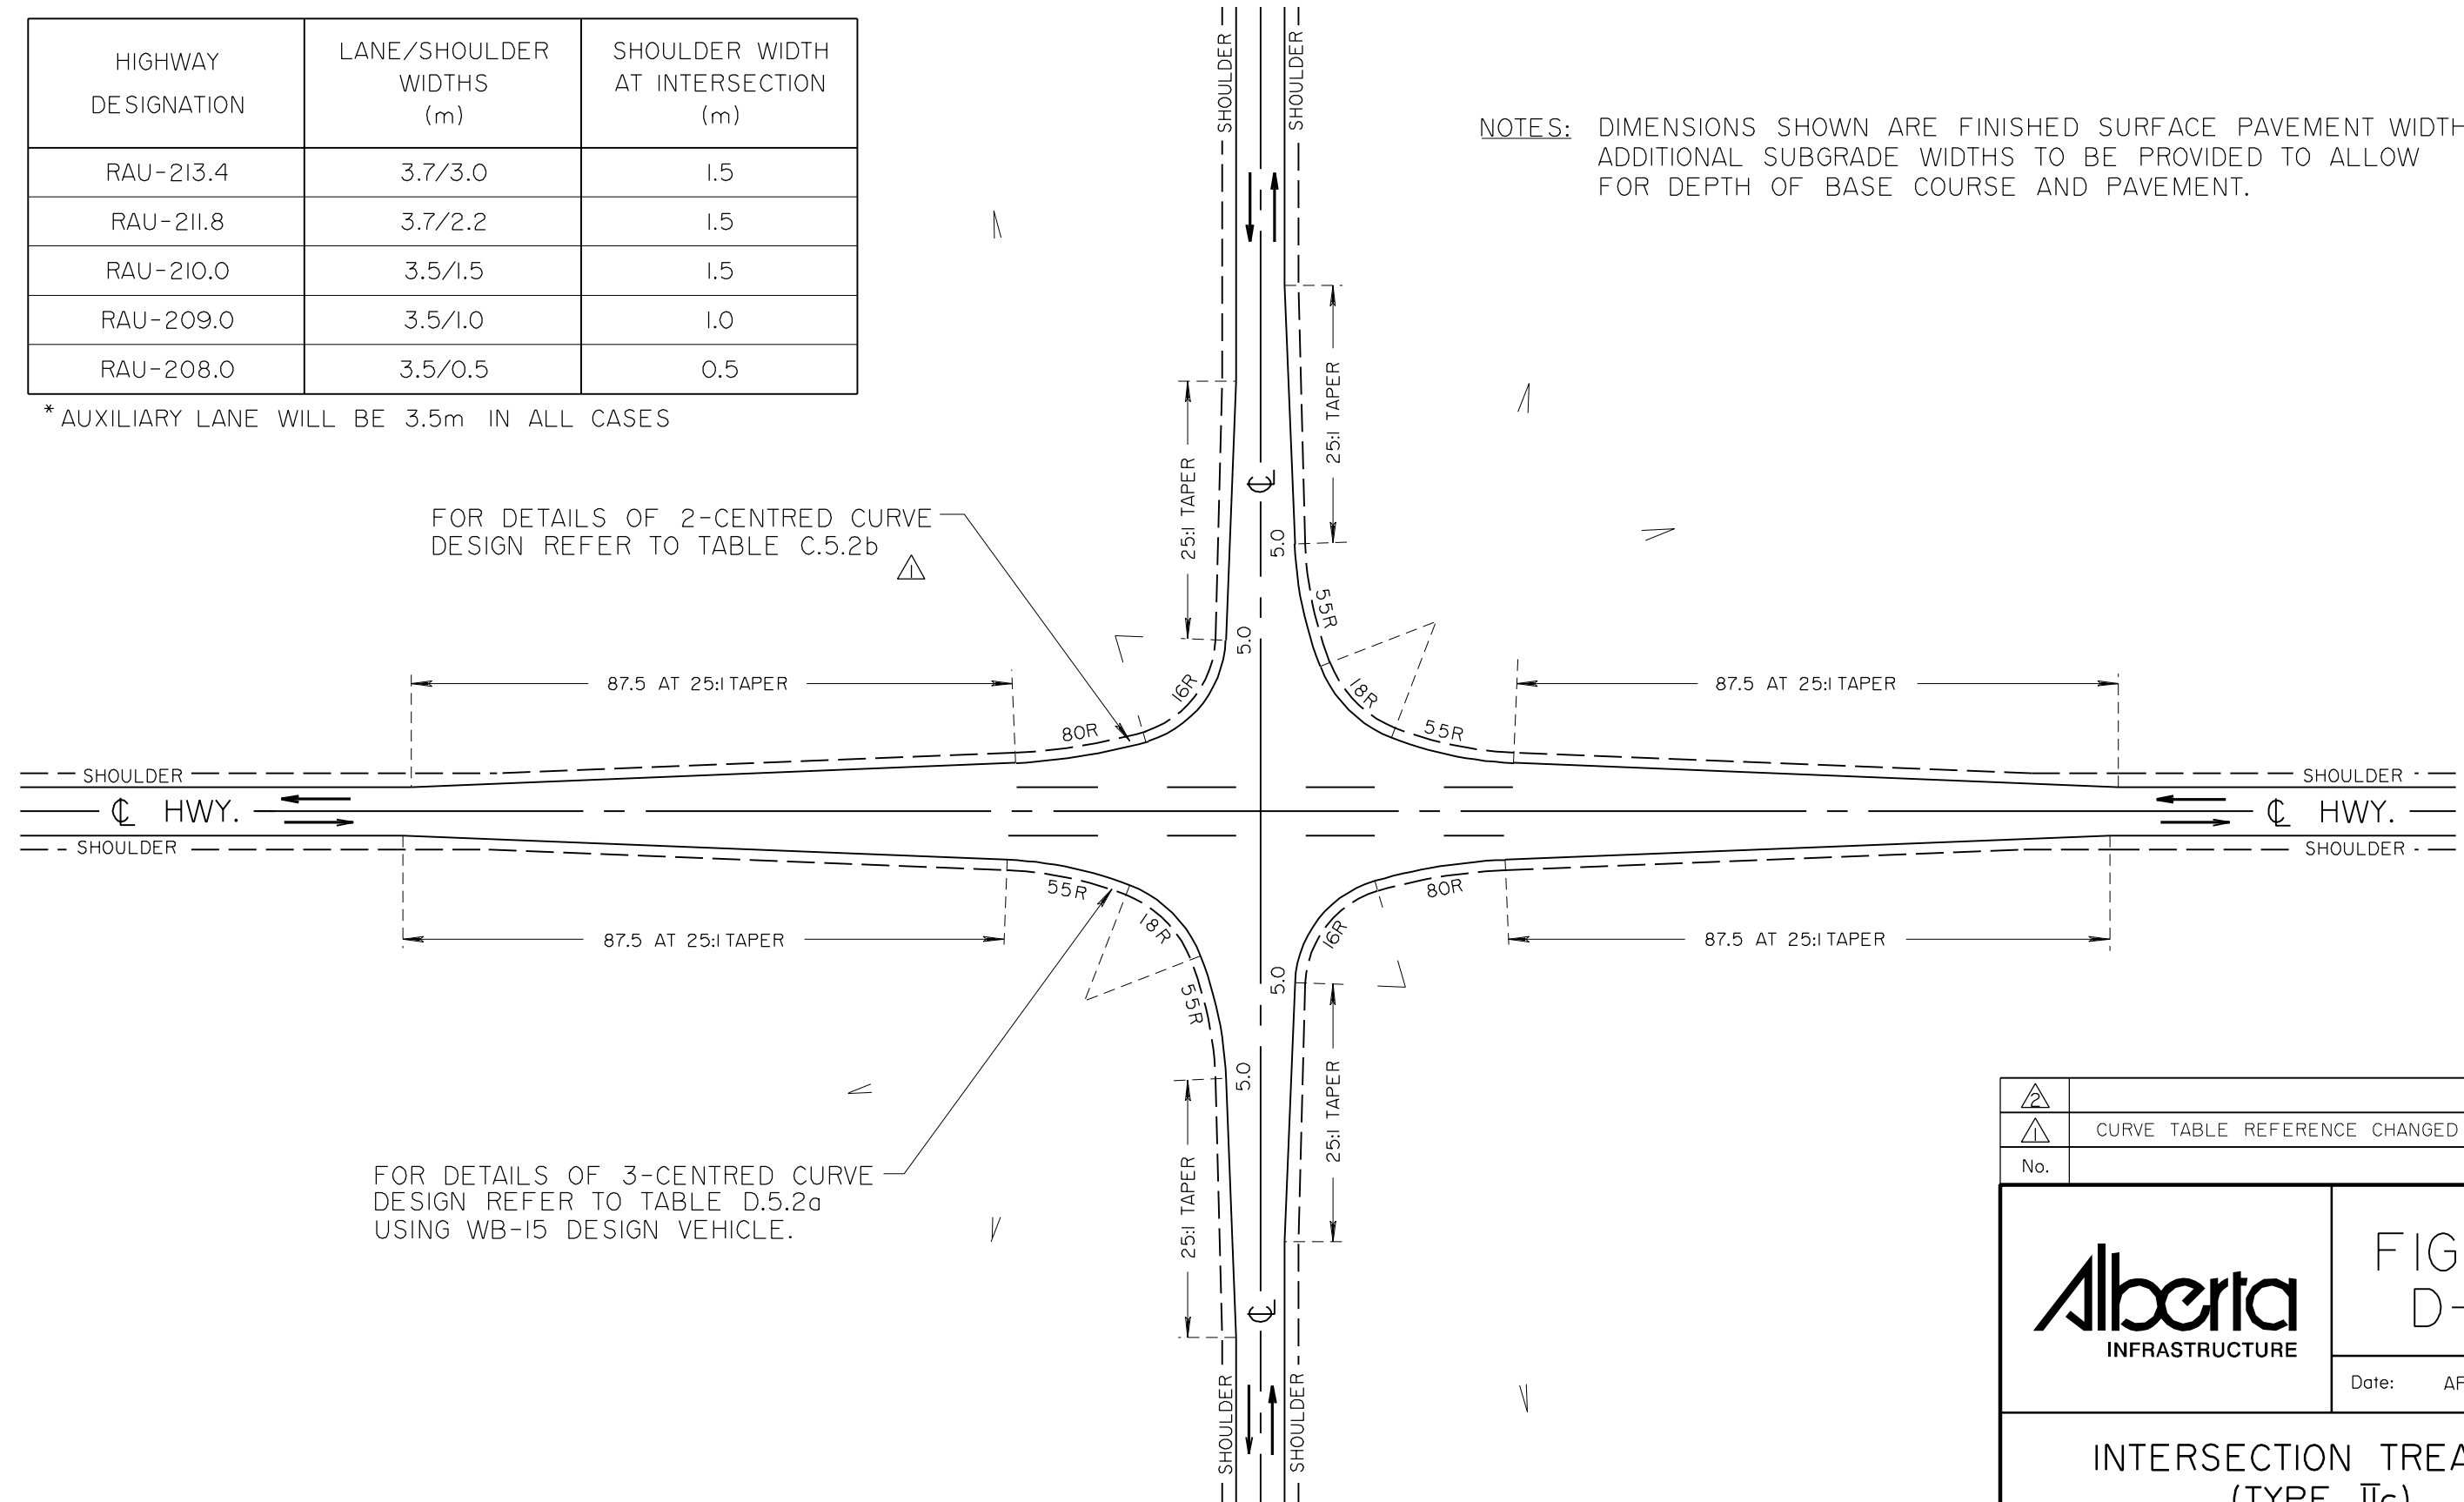 HIGHWAY DESIGNATION
LANE/SHOULDER WIDTHS (m)
SHOULDER WIDTH AT INTERSECTION (m)
RAU-213.4 3.7/3.0 1.5
RAU-211.8 3.7/2.2 1.5
RAU-210.0 3.5/1.5 1.5
RAU-209.0 3.5/1.0 1.0
RAU-208.0 3.5/0.5 0.5
* AUXILIARY LANE WILL BE 3.5m IN ALL CASES
NOTES: DIMENSIONS SHOWN ARE FINISHED SURFACE PAVEMENT WIDTH
ADDITIONAL SUBGRADE WIDTHS TO BE PROVIDED TO ALLOW
FOR DEPTH OF BASE COURSE AND PAVEMENT.
SHOULDER
SHOULDER
25:1 TAPER
25:1 TAPER
℄
5.0
5.0
FOR DETAILS OF 2-CENTRED CURVE
DESIGN REFER TO TABLE C.5.2b
1
55R
18R
55R
16R
80R
87.5 AT 25:1 TAPER
87.5 AT 25:1 TAPER
SHOULDER
SHOULDER
℄ HWY.
℄ HWY.
SHOULDER
SHOULDER
87.5 AT 25:1 TAPER
87.5 AT 25:1 TAPER
55R
18R
55R
80R
16R
5.0
5.0
25:1 TAPER
25:1 TAPER
FOR DETAILS OF 3-CENTRED CURVE
DESIGN REFER TO TABLE D.5.2a
USING WB-15 DESIGN VEHICLE.
℄
SHOULDER
SHOULDER
2
1 CURVE TABLE REFERENCE CHANGED
No.
Alberta
INFRASTRUCTURE
FIG
D-
Date:
INTERSECTION TREA
(TYPE IIc)